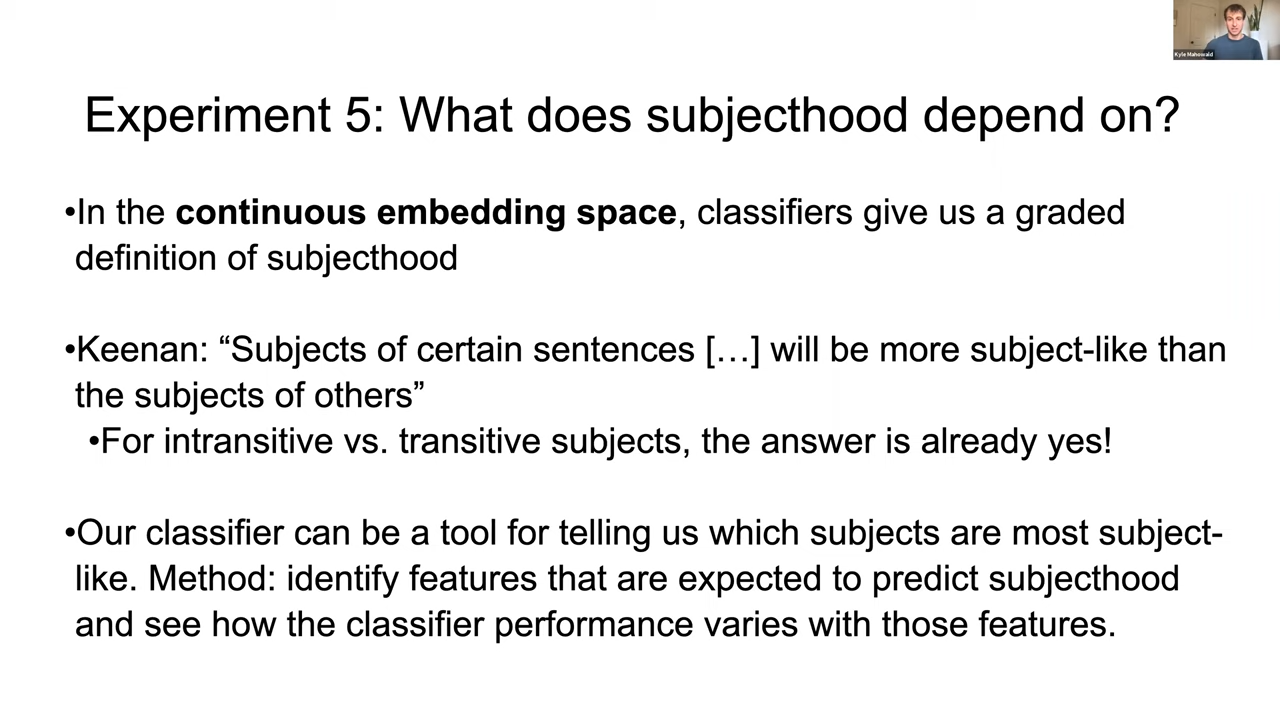 Kyle Mahowald
Experiment 5: What does subjecthood depend on?
•In the continuous embedding space, classifiers give us a graded
definition of subjecthood
•Keenan: “Subjects of certain sentences […] will be more subject-like than
the subjects of others”
•For intransitive vs. transitive subjects, the answer is already yes!
•Our classifier can be a tool for telling us which subjects are most subject-
like. Method: identify features that are expected to predict subjecthood
and see how the classifier performance varies with those features.